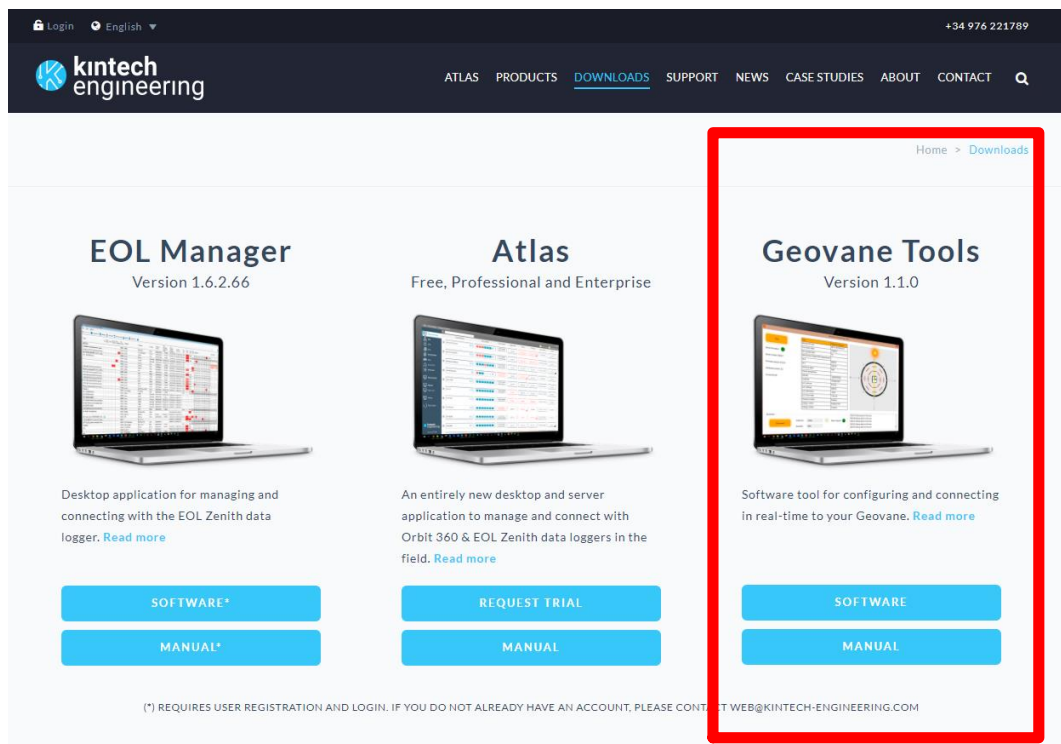 Login English +34 976 221789
kintech
engineering
ATLAS PRODUCTS DOWNLOADS SUPPORT NEWS CASE STUDIES ABOUT CONTACT
Home > Downloads
EOL Manager
Version 1.6.2.66
Desktop application for managing and
connecting with the EOL Zenith data
logger. Read more
SOFTWARE*
MANUAL*
Atlas
Free, Professional and Enterprise
An entirely new desktop and server
application to manage and connect with
Orbit 360 & EOL Zenith data loggers in the
field. Read more
REQUEST TRIAL
MANUAL
Geovane Tools
Version 1.1.0
Software tool for configuring and connecting
in real-time to your Geovane. Read more
SOFTWARE
MANUAL
(*) REQUIRES USER REGISTRATION AND LOGIN. IF YOU DO NOT ALREADY HAVE AN ACCOUNT, PLEASE CONTACT WEB@KINTECH-ENGINEERING.COM